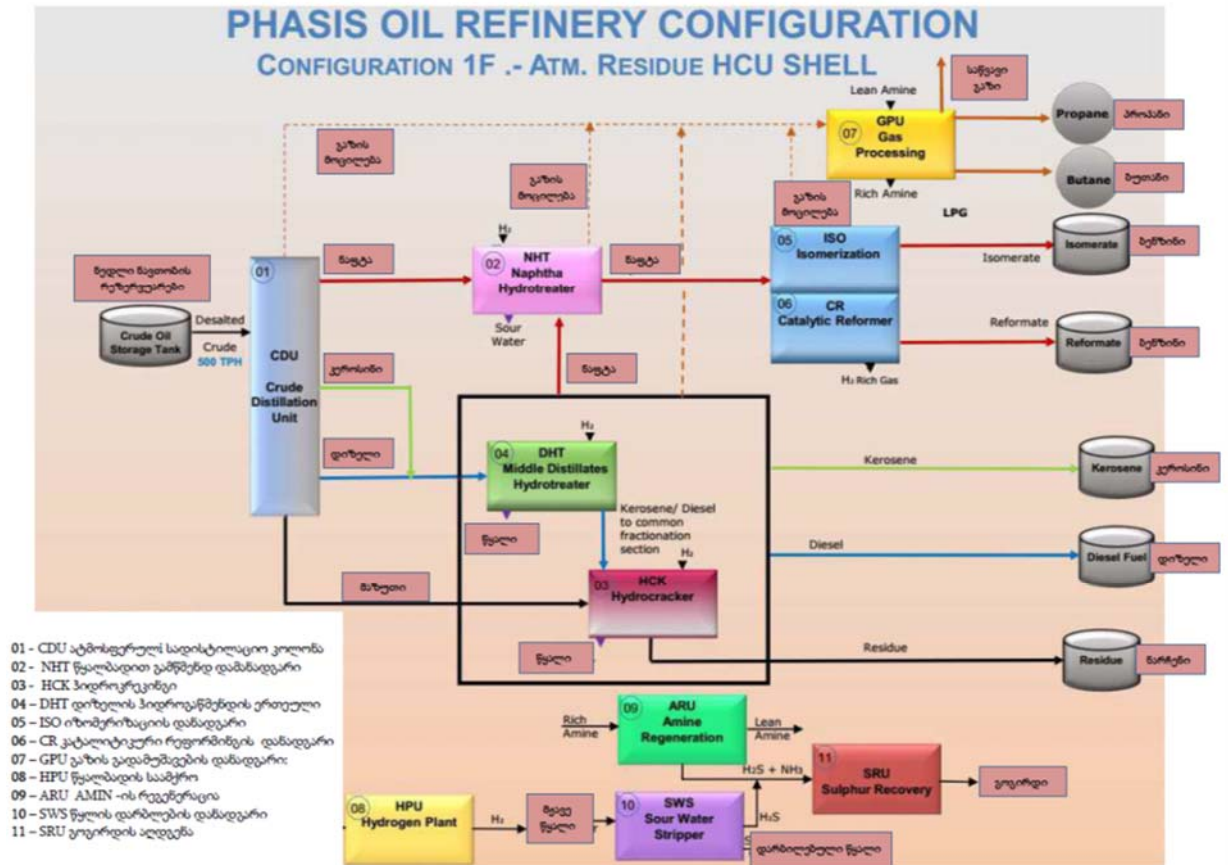 PHASIS OIL REFINERY CONFIGURATION
CONFIGURATION 1F .- ATM. RESIDUE HCU SHELL
საწვავი
გაზი
Lean Amine
07
GPU
Gas
Processing
Rich Amine
LPG
Propane
პროპანი
Butane
ბუთანი
გაზის
მოცილება
გაზის
მოცილება
გაზის
მოცილება
ნედლი ნავთობის
რეზერვუარები
Crude Oil
Storage Tank
Desalted
Crude
500 TPH
01
CDU
Crude
Distillation
Unit
ნაფტა
H₂
02
NHT
Naphtha
Hydrotreater
Sour
Water
ნაფტა
ნაფტა
05
ISO
Isomerization
06
CR
Catalytic Reformer
H₂ Rich Gas
Isomerate
Isomerate
ბენზინი
Reformate
Reformate
ბენზინი
კეროსინი
დიზელი
მაზუთი
H₂
04
DHT
Middle Distillates
Hydrotreater
წყალი
Kerosene/ Diesel
to common
fractionation
section
H₂
03
HCK
Hydrocracker
წყალი
Kerosene
Kerosene
კეროსინი
Diesel
Diesel Fuel
დიზელი
Residue
Residue
ნარჩენი
01 - CDU ატმოსფერული სადისტილაციო კოლონა
02 - NHT წყალბადით გამწმენდ დამანადგარი
03 - HCK ჰიდროკრეკინგი
04 – DHT დიზელის ჰიდროგაწმენდის ერთეული
05 – ISO იზომერიზაციის დანადგარი
06 – CR კატალიტიკური რეფორმინგის დანადგარი
07 – GPU გაზის გადამუშავების დანადგარი:
08 – HPU წყალბადის საამქრო
09 – ARU AMIN -ის რეგენერაცია
10 – SWS წყლის დარბლების დანადგარი
11 – SRU გოგირდის აღდგენა
Rich
Amine
09
ARU
Amine
Regeneration
Lean
Amine
H₂S + NH₃
11
SRU
Sulphur Recovery
გოგირდი
08
HPU
Hydrogen Plant
H₂
მჟავე
წყალი
10
SWS
Sour Water
Stripper
H₂S
დარბილებული წყალი